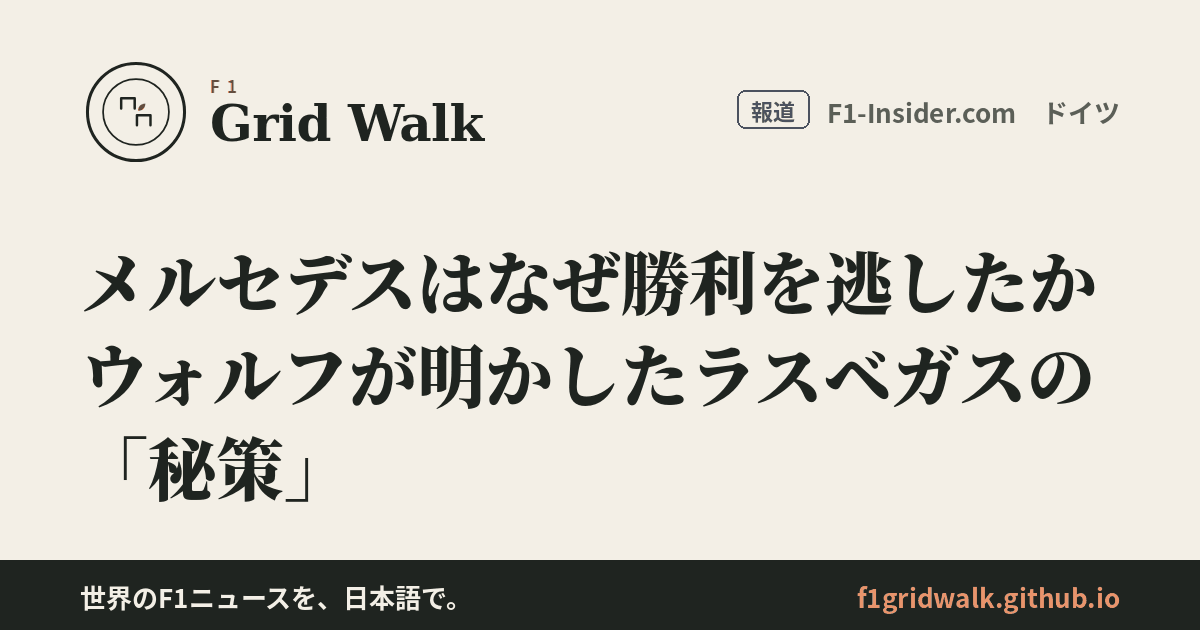 F1
Grid Walk
報道 F1-Insider.com ドイツ
メルセデスはなぜ勝利を逃したか
ウォルフが明かしたラスベガスの
「秘策」
世界のF1ニュースを、日本語で。
f1gridwalk.github.io